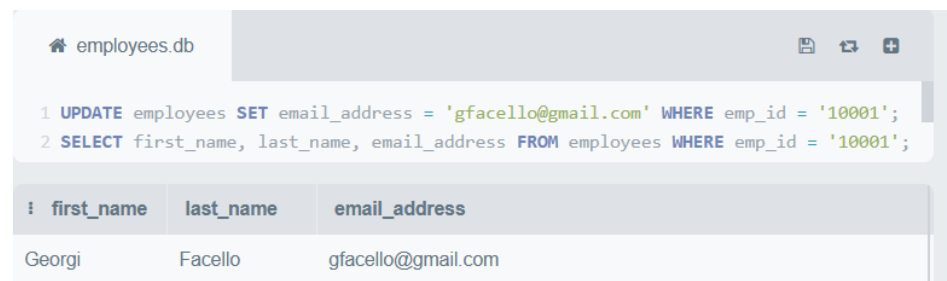 employees.db
1 UPDATE employees SET email_address = 'gfacello@gmail.com' WHERE emp_id = '10001';
2 SELECT first_name, last_name, email_address FROM employees WHERE emp_id = '10001';
first_name last_name email_address
Georgi Facello gfacello@gmail.com